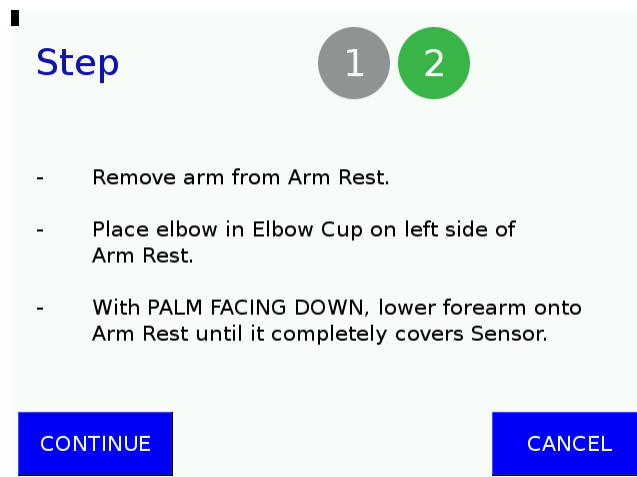 Step 1 2
- Remove arm from Arm Rest.
- Place elbow in Elbow Cup on left side of
Arm Rest.
- With PALM FACING DOWN, lower forearm onto
Arm Rest until it completely covers Sensor.
CONTINUE CANCEL